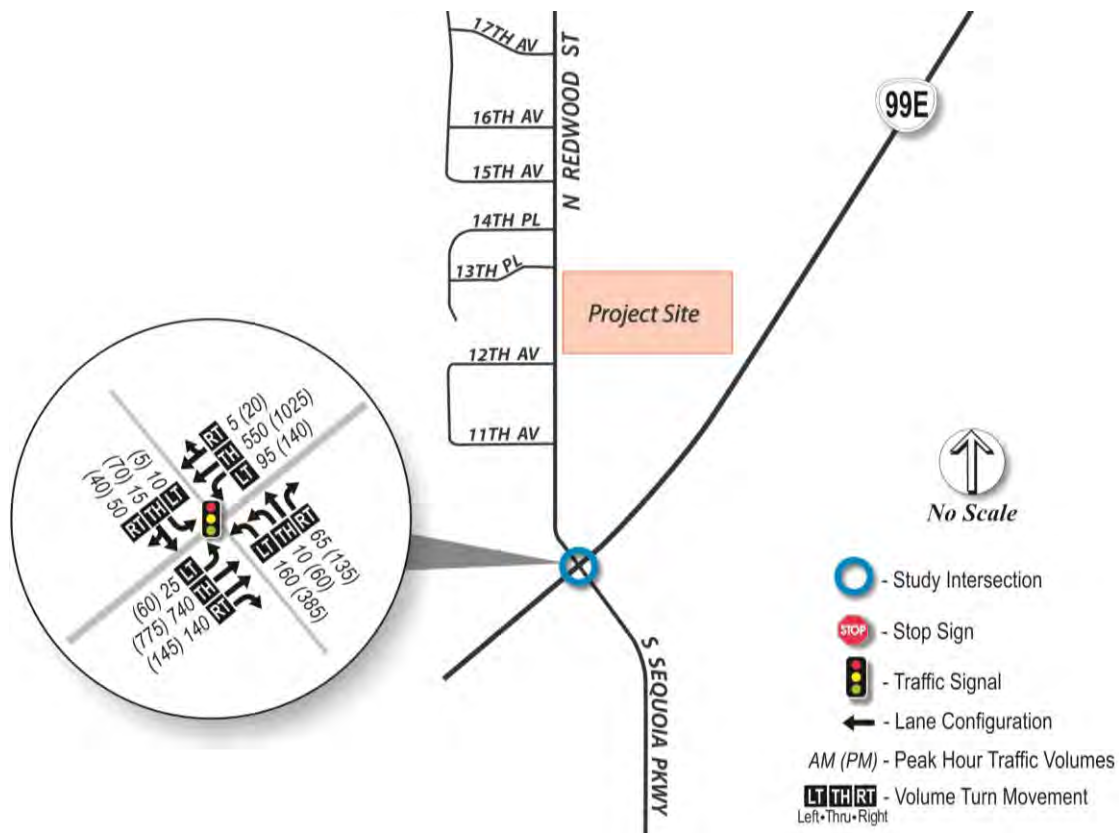 17TH AV
16TH AV
15TH AV
14TH PL
13TH PL
12TH AV
11TH AV
N REDWOOD ST
99E
Project Site
S SEQUOIA PKWY
RT 5 (20)
TH 550 (1025)
LT 95 (140)
(5) 10 LT
(70) 15 TH
(40) 50 RT
RT 65 (135)
TH 10 (60)
LT 160 (385)
(60) 25 LT
(775) 740 TH
(145) 140 RT
No Scale
- Study Intersection
STOP - Stop Sign
- Traffic Signal
- Lane Configuration
AM (PM) - Peak Hour Traffic Volumes
LT TH RT - Volume Turn Movement
Left•Thru•Right